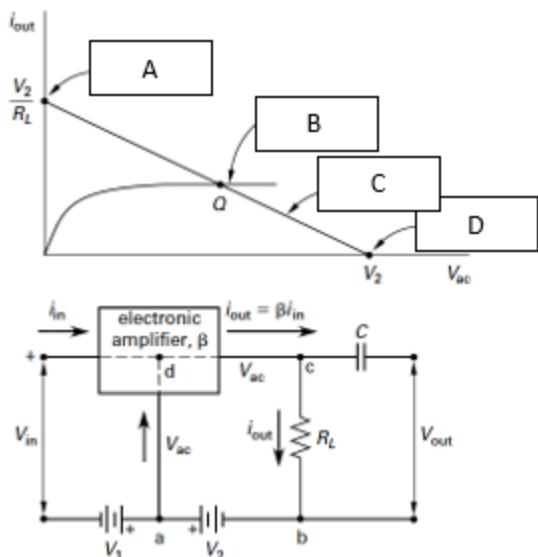 i_out
A
V_2
R_L
B
C
Q
D
V_2
V_ac
i_in
electronic
amplifier, β
i_out = βi_in
C
+
d
V_ac
c
V_in
V_ac
i_out
R_L
V_out
+
+
V_1
a
V_2
b